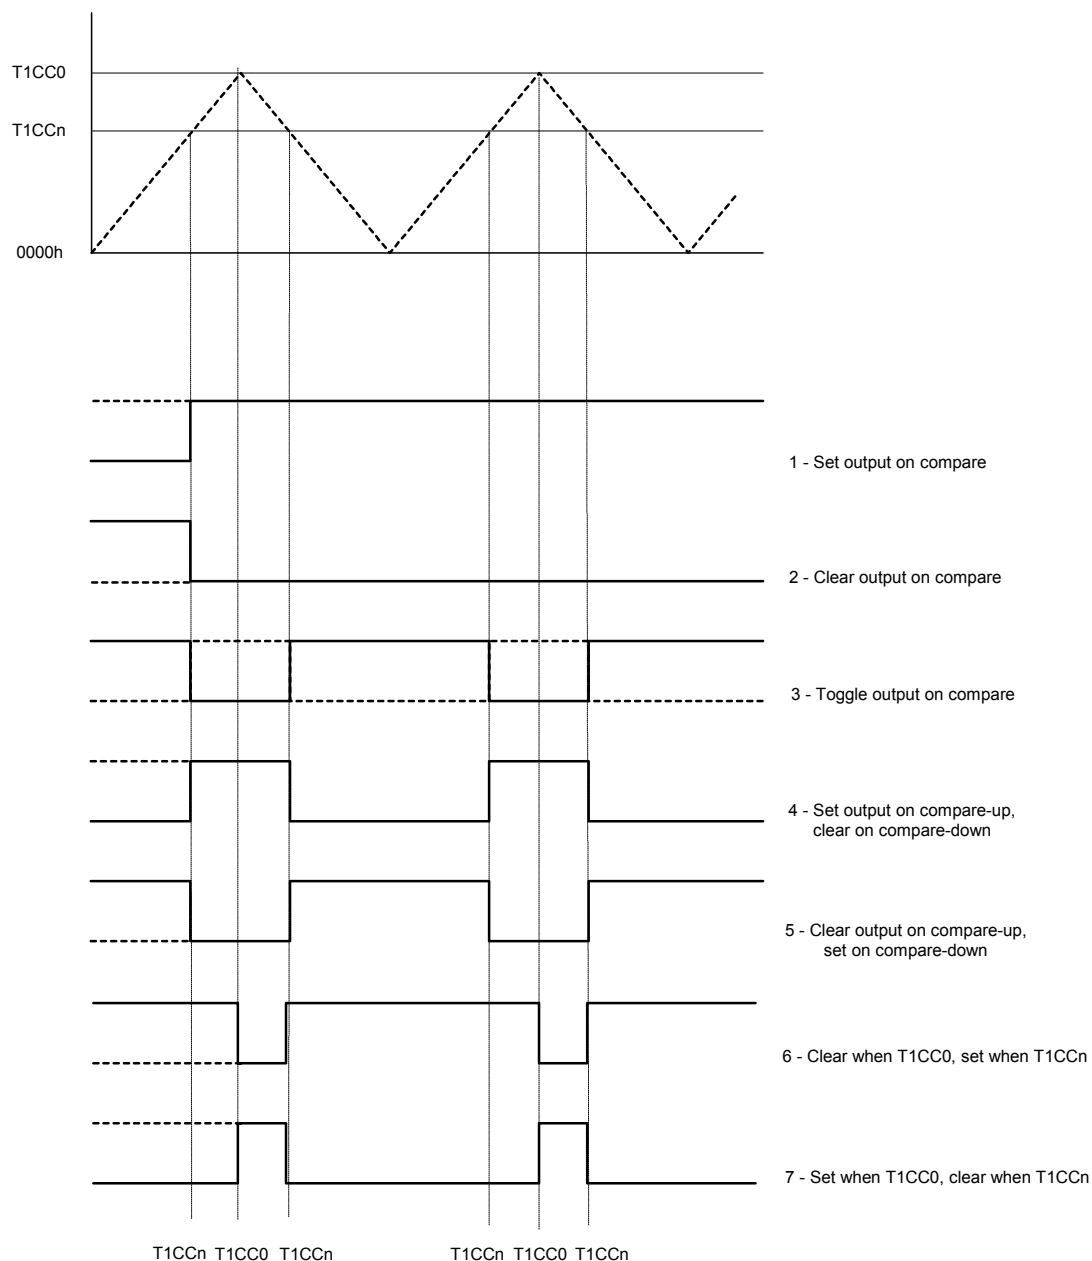 T1CC0
T1CCn
0000h
1 - Set output on compare
2 - Clear output on compare
3 - Toggle output on compare
4 - Set output on compare-up,
clear on compare-down
5 - Clear output on compare-up,
set on compare-down
6 - Clear when T1CC0, set when T1CCn
7 - Set when T1CC0, clear when T1CCn
T1CCn T1CC0 T1CCn T1CCn T1CC0 T1CCn